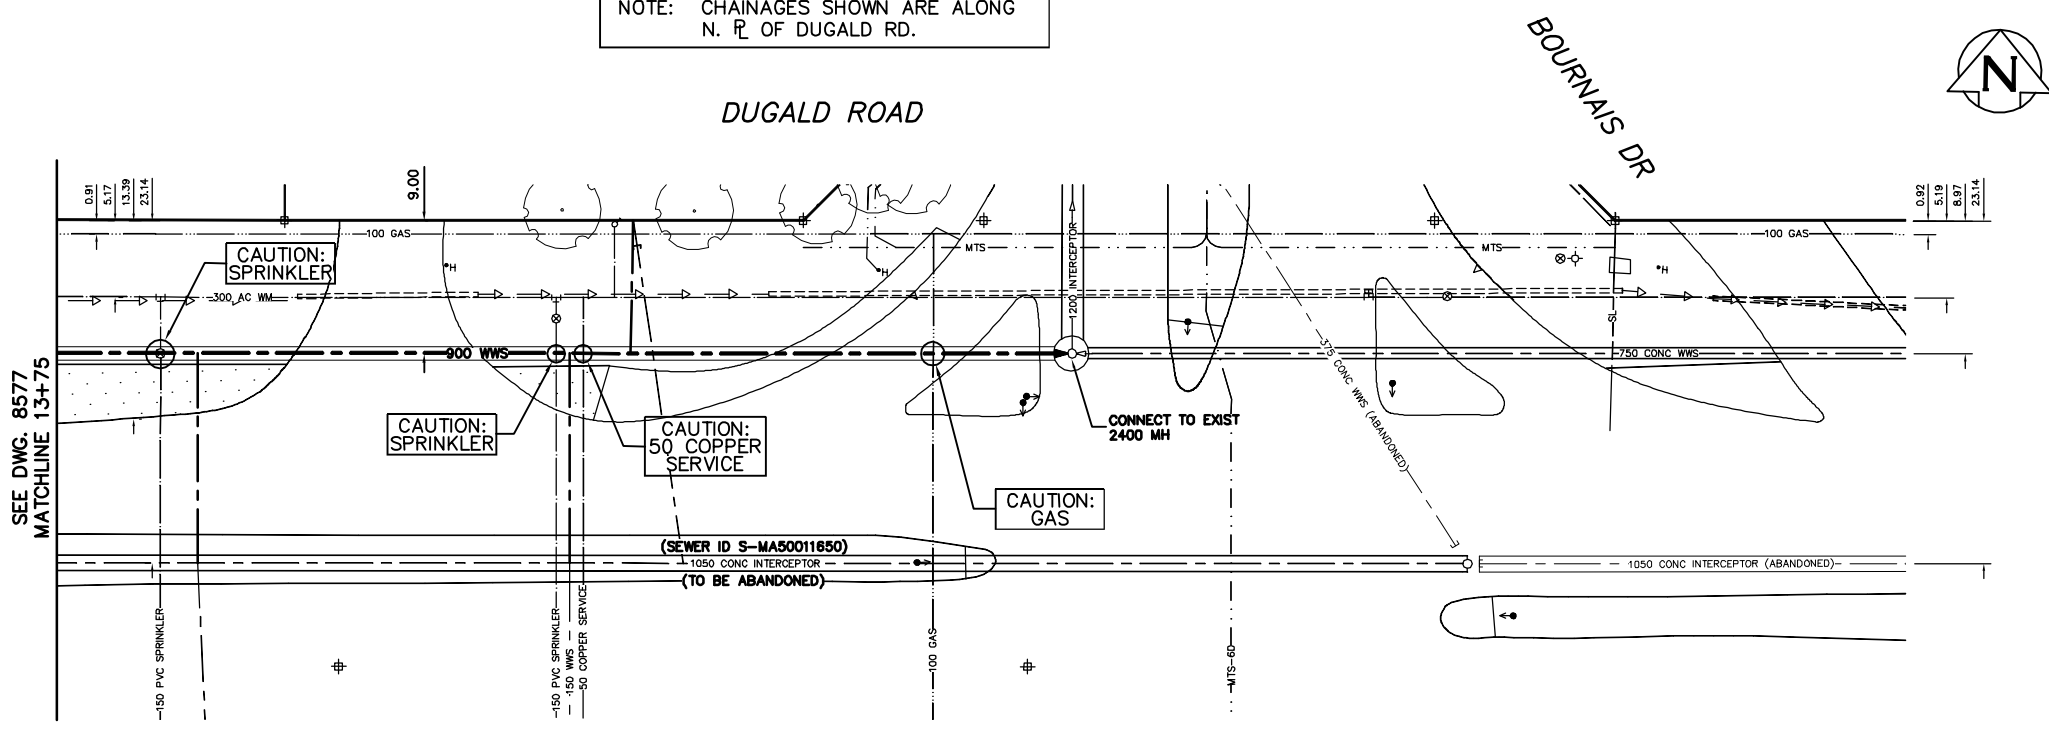 NOTE: CHAINAGES SHOWN ARE ALONG
N. PL OF DUGALD RD.
DUGALD ROAD
BOURNAIS DR
N
0.91
5.17
13.39
23.14
9.00
0.92
5.19
8.97
23.14
100 GAS
100 GAS
CAUTION:
SPRINKLER
MTS
MTS
H
H
H
300 AC WM
1200 INTERCEPTOR
SL
900 WWS
750 CONC WWS
375 CONC WWS (ABANDONED)
SEE DWG. 8577
MATCHLINE 13+75
CAUTION:
SPRINKLER
CAUTION:
50 COPPER
SERVICE
CONNECT TO EXIST
2400 MH
CAUTION:
GAS
(SEWER ID S-MA50011650)
1050 CONC INTERCEPTOR
(TO BE ABANDONED)
1050 CONC INTERCEPTOR (ABANDONED)
150 PVC SPRINKLER
150 PVC SPRINKLER
150 WWS
50 COPPER SERVICE
100 GAS
MTS-6D